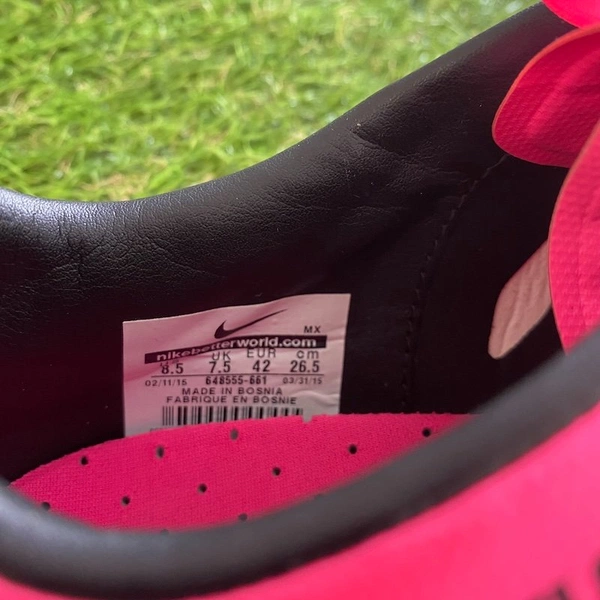 MX
nikebetterworld.com
UK EUR cm
8.5 7.5 42 26.5
02/11/15 648555-661 03/31/15
MADE IN BOSNIA
FABRIQUE EN BOSNIE